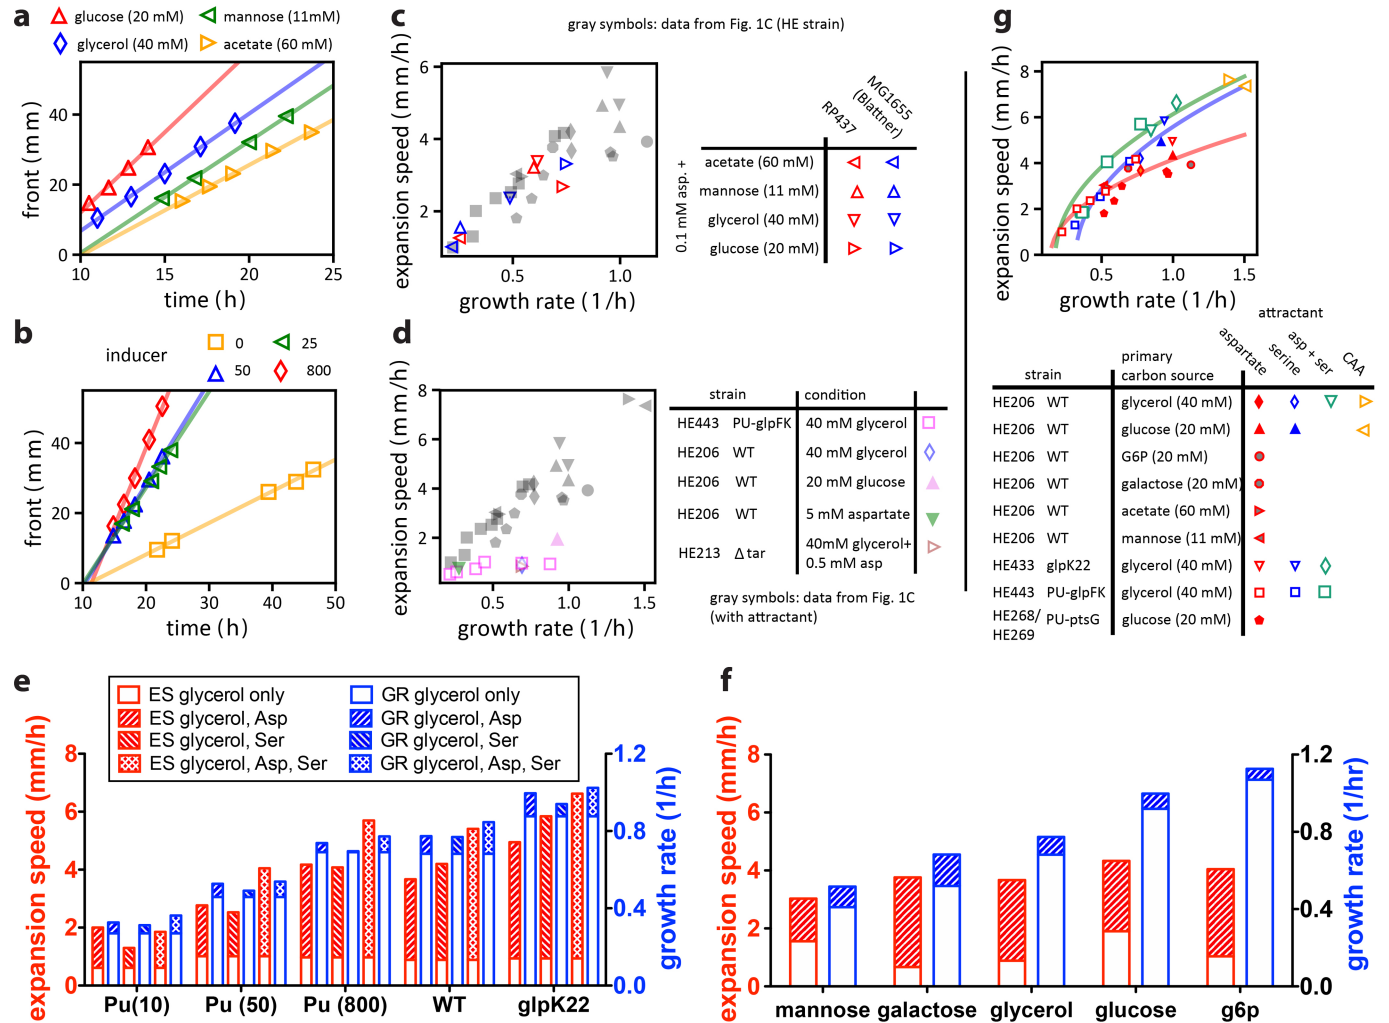 a
glucose (20 mM)
mannose (11mM)
glycerol (40 mM)
acetate (60 mM)
front (mm)
40
20
0
10
15
20
25
time (h)
b
inducer
0
25
50
800
front (mm)
40
20
0
10
20
30
40
50
time (h)
c
gray symbols: data from Fig. 1C (HE strain)
expansion speed (mm/h)
6
4
2
0.5
1.0
growth rate (1/h)
0.1 mM asp. +
RP437
MG1655
(Blattner)
acetate (60 mM)
mannose (11 mM)
glycerol (40 mM)
glucose (20 mM)
d
expansion speed (mm/h)
8
6
4
2
0.5
1.0
1.5
growth rate (1/h)
strain
condition
HE443 PU-glpFK 40 mM glycerol
HE206 WT 40 mM glycerol
HE206 WT 20 mM glucose
HE206 WT 5 mM aspartate
HE213 Δ tar 40mM glycerol+
0.5 mM asp
gray symbols: data from Fig. 1C
(with attractant)
g
expansion speed (mm/h)
8
6
4
2
0
0.5
1.0
1.5
growth rate (1/h)
attractant
aspartate
serine
asp + ser
CAA
strain
primary
carbon source
HE206 WT glycerol (40 mM)
HE206 WT glucose (20 mM)
HE206 WT G6P (20 mM)
HE206 WT galactose (20 mM)
HE206 WT acetate (60 mM)
HE206 WT mannose (11 mM)
HE433 glpK22 glycerol (40 mM)
HE443 PU-glpFK glycerol (40 mM)
HE268/
HE269 PU-ptsG glucose (20 mM)
e
ES glycerol only
GR glycerol only
ES glycerol, Asp
GR glycerol, Asp
ES glycerol, Ser
GR glycerol, Ser
ES glycerol, Asp, Ser
GR glycerol, Asp, Ser
expansion speed (mm/h)
8
6
4
2
0
Pu(10)
Pu (50)
Pu (800)
WT
glpK22
1.2
0.8
0.4
0.0
growth rate (1/h)
f
expansion speed (mm/h)
8
6
4
2
0
mannose
galactose
glycerol
glucose
g6p
1.2
0.8
0.4
0.0
growth rate (1/hr)